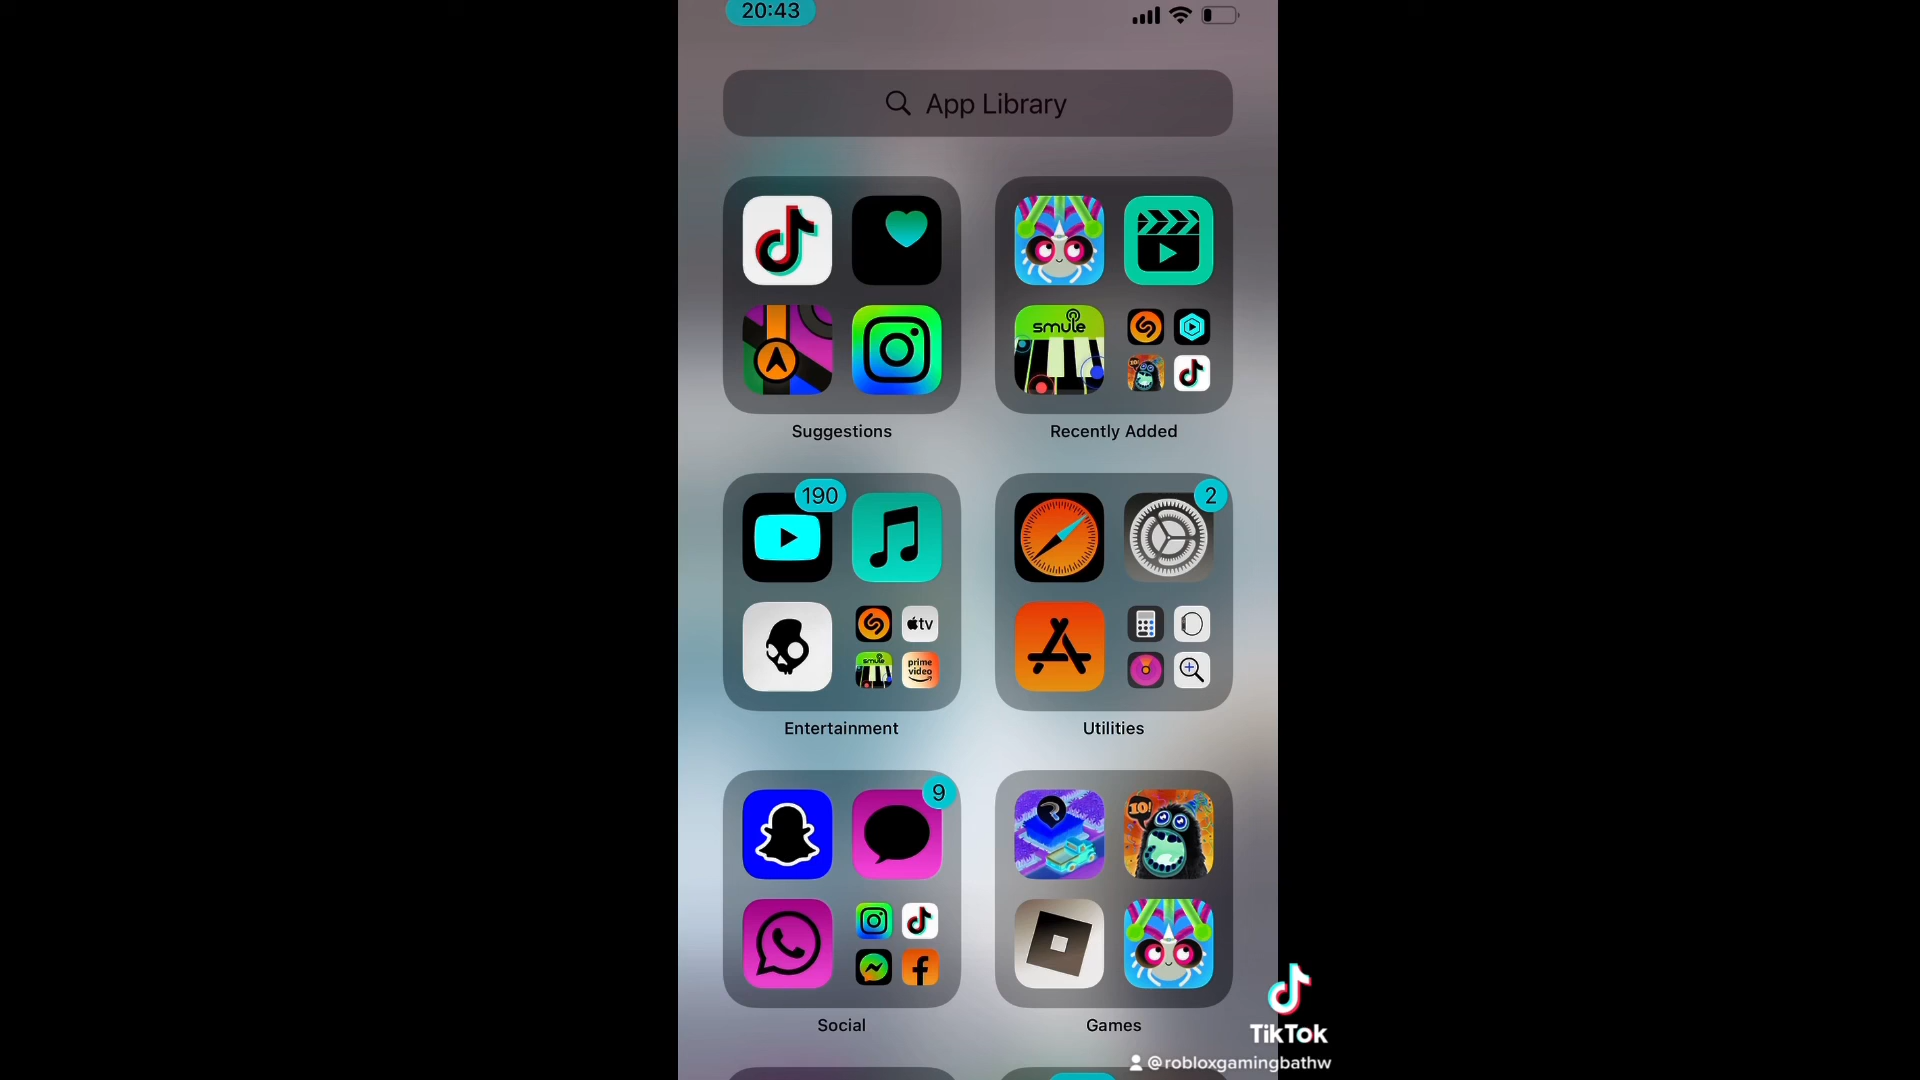 20:43
App Library
smule
10!
Suggestions
Recently Added
190
2
tv
smule
prime
video
Entertainment
Utilities
9
10!
Social
Games
TikTok
@robloxgamingbathw